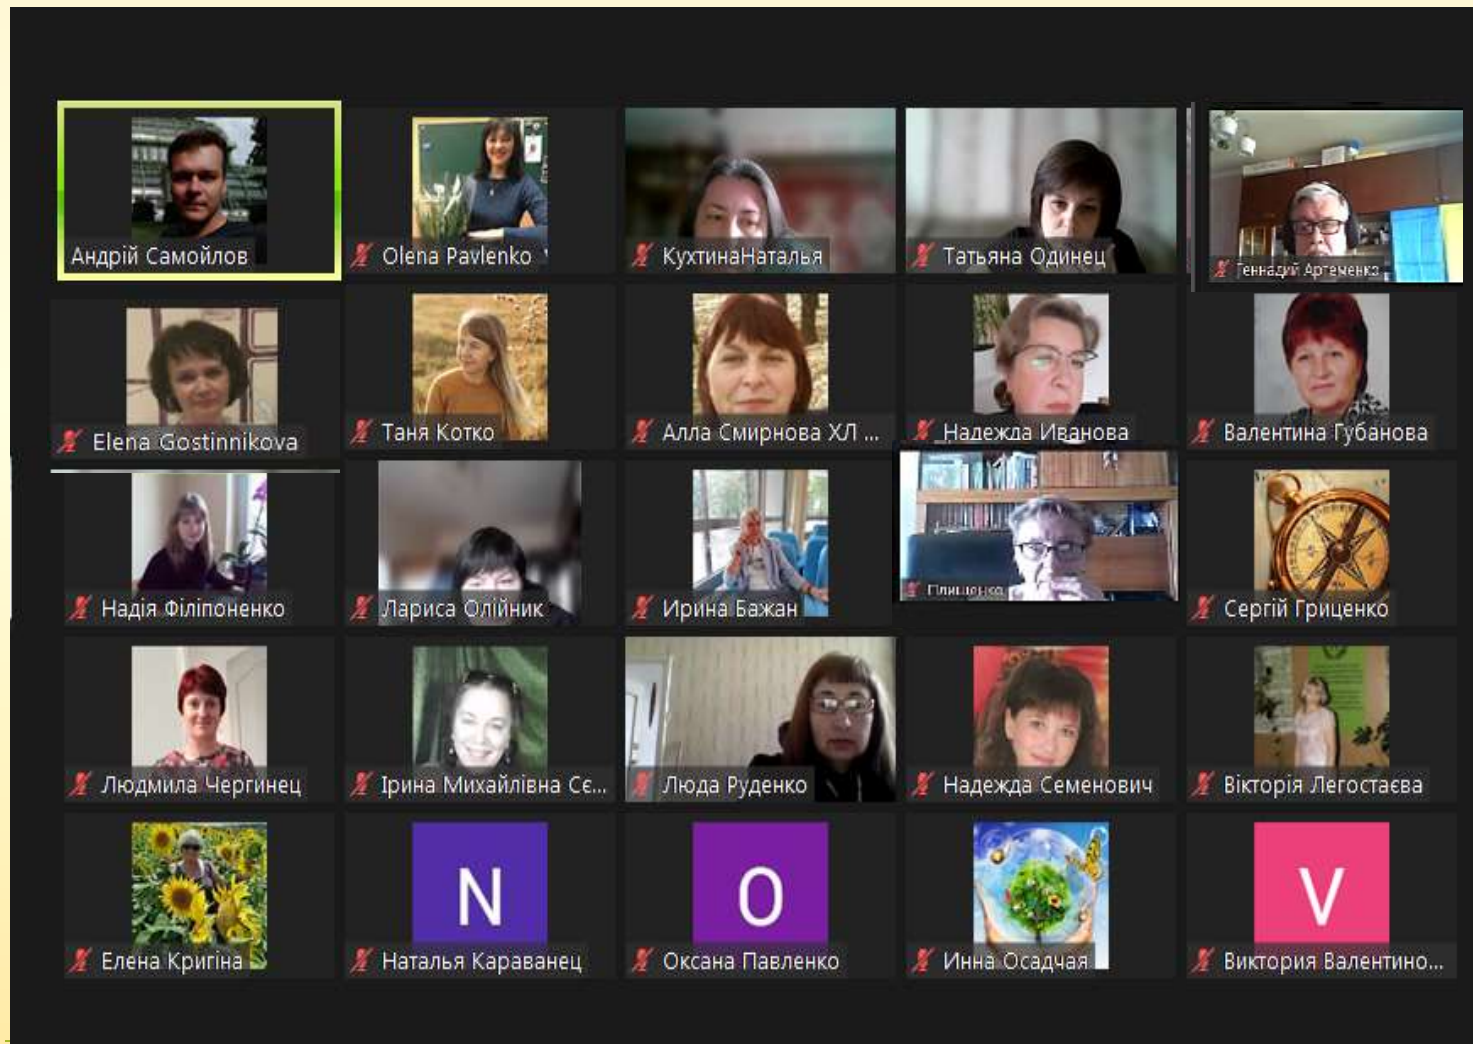 Андрій Самойлов
Olena Pavlenko
КухтинаНаталья
Татьяна Одинец
Геннадий Артеменко
Elena Gostinnikova
Таня Котко
Алла Смирнова ХЛ ...
Надежда Иванова
Валентина Губанова
Надія Філіпоненко
Лариса Олійник
Ирина Бажан
Сергій Гриценко
Людмила Чергинец
Ірина Михайлівна Сє...
Люда Руденко
Надежда Семенович
Вікторія Легостаєва
Елена Кригіна
N
Наталья Караванец
O
Оксана Павленко
Инна Осадчая
V
Виктория Валентино...